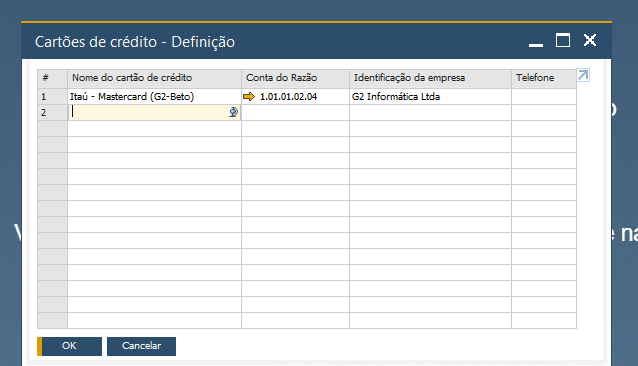 Cartões de crédito - Definição
# Nome do cartão de crédito Conta do Razão Identificação da empresa Telefone
1 Itaú - Mastercard (G2-Beto) 1.01.01.02.04 G2 Informática Ltda
2
OK Cancelar